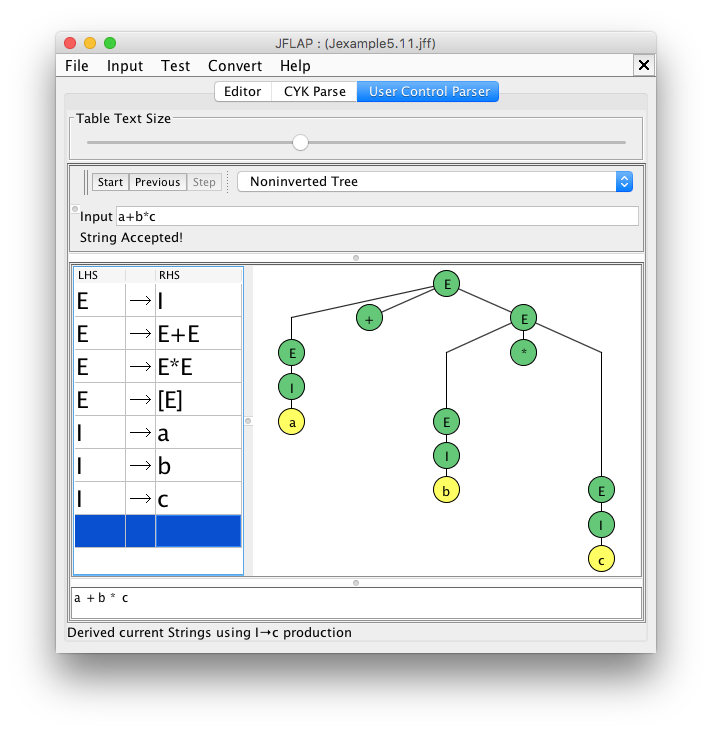 JFLAP : (Jexample5.11.jff)
File Input Test Convert Help
Editor CYK Parse User Control Parser
Table Text Size
Start Previous Step Noninverted Tree
Input a+b*c
String Accepted!
LHS RHS
E → I
E → E+E
E → E*E
E → [E]
I → a
I → b
I → c
E
+ E
E *
I
a E
I
b E
I
c
a + b * c
Derived current Strings using I→c production